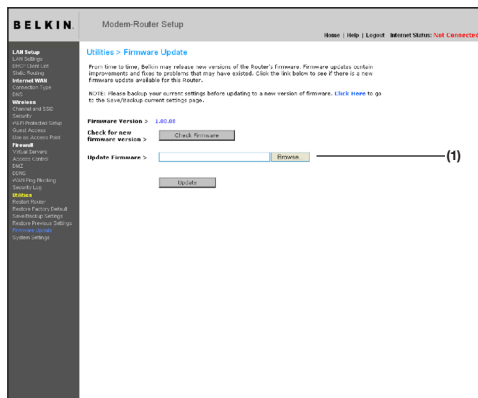 BELKIN.
Modem-Router Setup
Home | Help | Logout Internet Status: Not Connected
LAN Setup
LAN Settings
DHCP Client List
Static Routing
Internet WAN
Connection Type
DNS
Wireless
Channel and SSID
Security
Wi-Fi Protected Setup
Guest Access
Use as Access Point
Firewall
Virtual Servers
Access Control
DMZ
DDNS
WAN Ping Blocking
Security Log
Utilities
Restart Router
Restore Factory Default
Save/Backup Settings
Restore Previous Settings
Firmware Update
System Settings
Utilities > Firmware Update
From time to time, Belkin may release new versions of the Router's firmware. Firmware updates contain
improvements and fixes to problems that may have existed. Click the link below to see if there is a new
firmware update available for this Router.
NOTE: Please backup your current settings before updating to a new version of firmware. Click Here to go
to the Save/Backup current settings page.
Firmware Version > 1.00.06
Check for new
firmware version >
Check Firmware
Update Firmware >
Browse..
(1)
Update